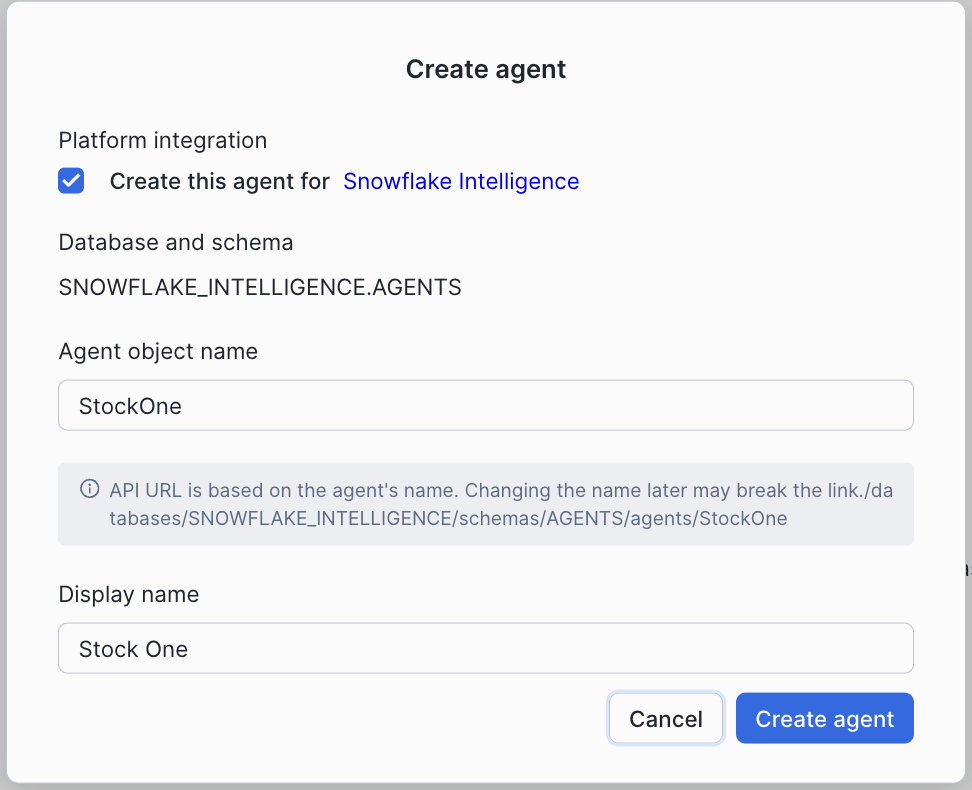 Create agent
Platform integration
Create this agent for Snowflake Intelligence
Database and schema
SNOWFLAKE_INTELLIGENCE.AGENTS
Agent object name
StockOne
API URL is based on the agent's name. Changing the name later may break the link./da
tabases/SNOWFLAKE_INTELLIGENCE/schemas/AGENTS/agents/StockOne
Display name
Stock One
Cancel
Create agent